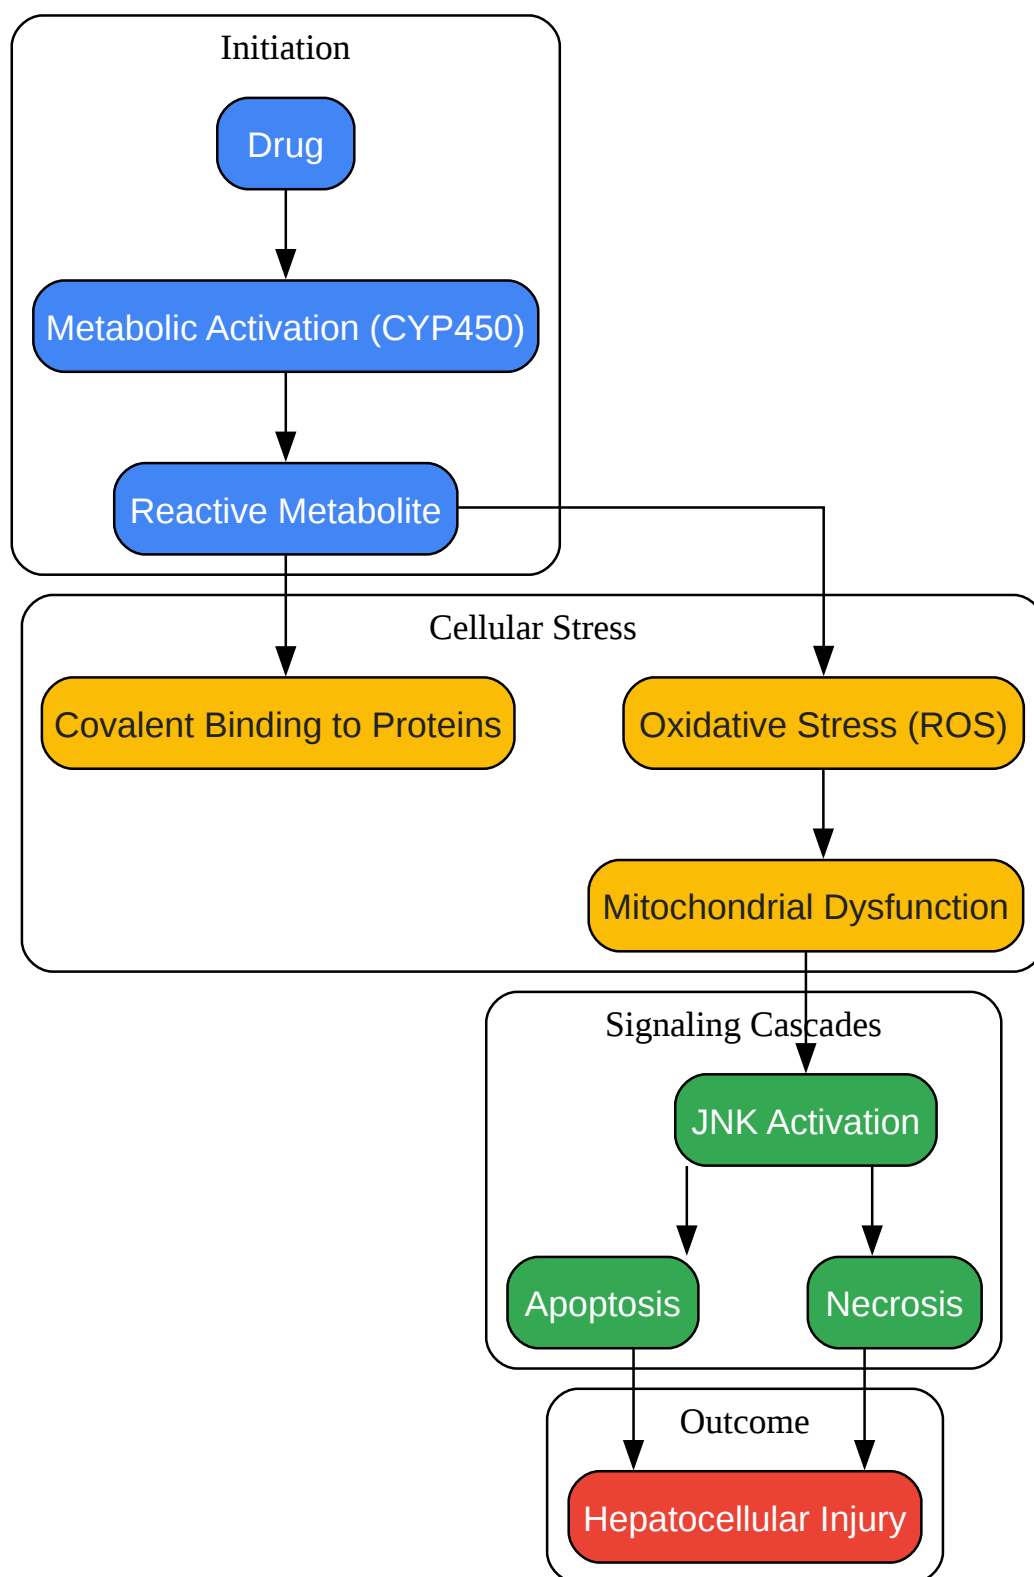 Initiation
Drug
Metabolic Activation (CYP450)
Reactive Metabolite
Cellular Stress
Covalent Binding to Proteins
Oxidative Stress (ROS)
Mitochondrial Dysfunction
Signaling Cascades
JNK Activation
Apoptosis
Necrosis
Outcome
Hepatocellular Injury